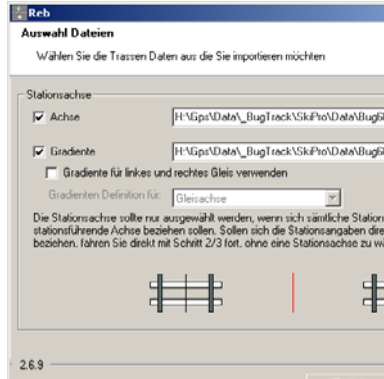 Reb
Auswahl Dateien
Wählen Sie die Trassen Daten aus die Sie importieren möchten
Stationsachse
Achse
H:\Gps\Data\_BugTrack\SkiPro\Data\Bug6
Gradiente
H:\Gps\Data\_BugTrack\SkiPro\Data\Bug6
Gradiente für linkes und rechtes Gleis verwenden
Gradienten Definition für:
Gleisachse
Die Stationsachse sollte nur ausgewählt werden, wenn sich sämtliche Station
stationsführende Achse beziehen sollen. Sollen sich die Stationsangaben dire
beziehen, fahren Sie direkt mit Schritt 2/3 fort, ohne eine Stationsachse zu wä
2.6.9